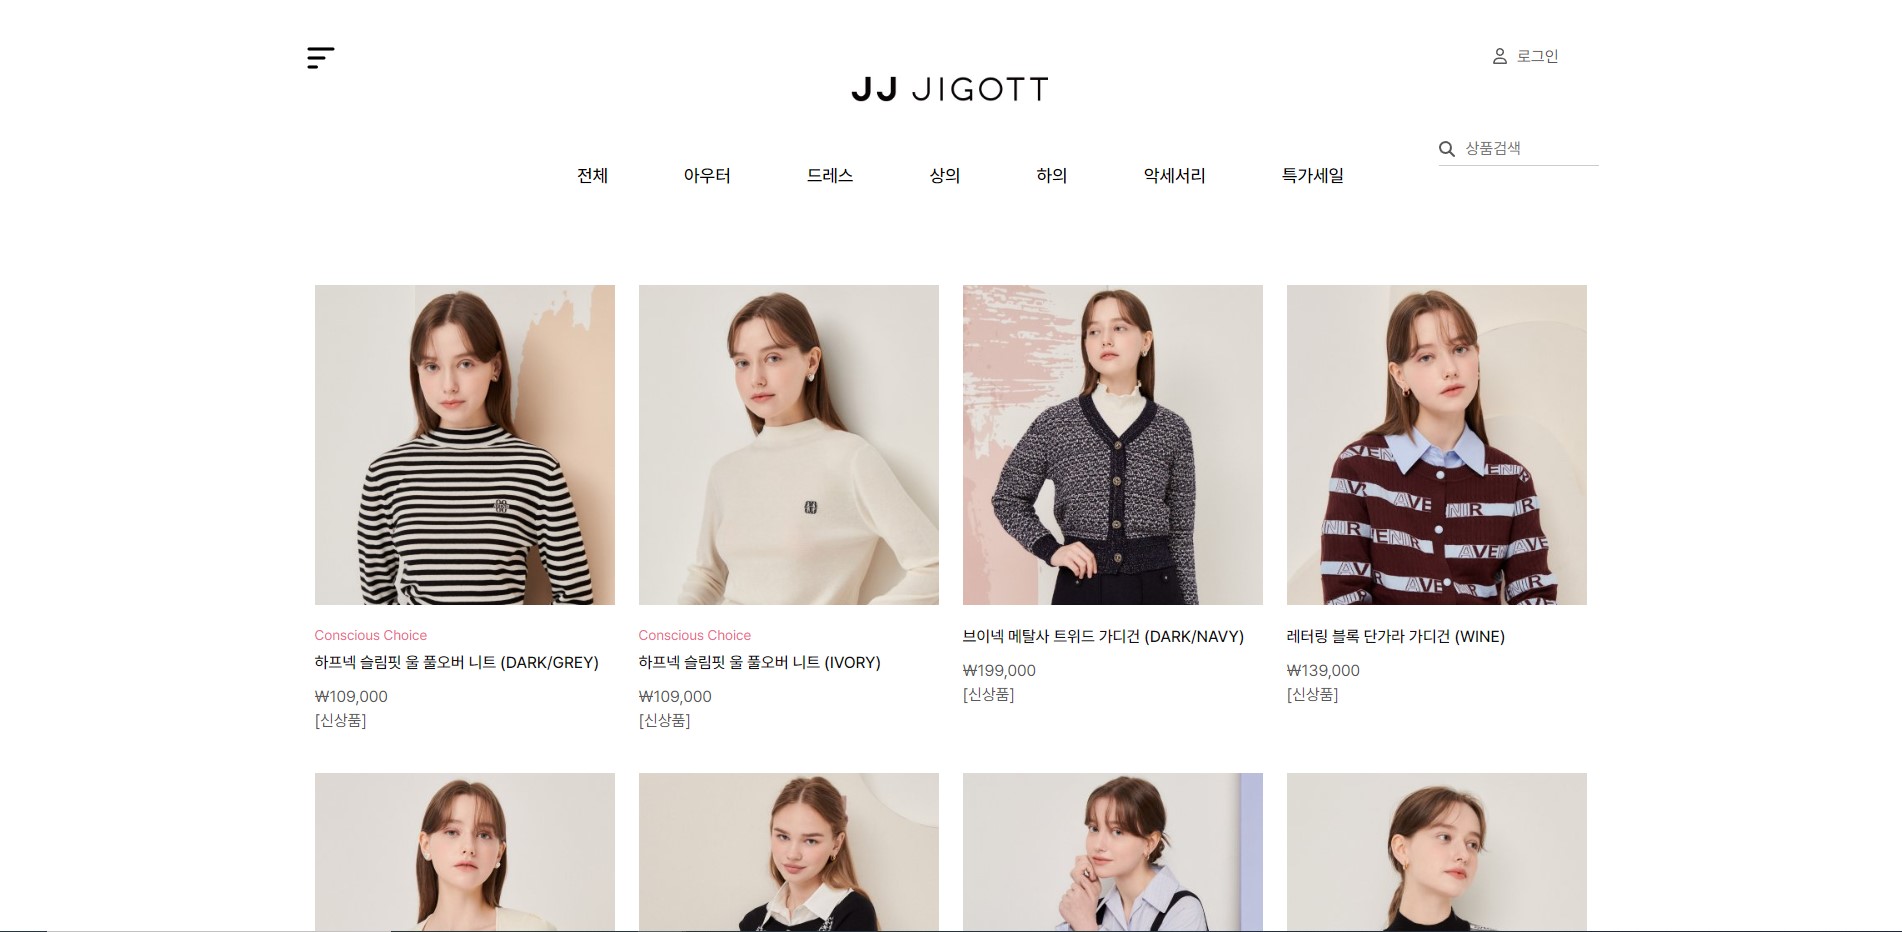 로그인
JJ JIGOTT
상품검색
전체 아우터 드레스 상의 하의 악세서리 특가세일
Conscious Choice
하프넥 슬림핏 울 풀오버 니트 (DARK/GREY)
₩109,000
[신상품]
Conscious Choice
하프넥 슬림핏 울 풀오버 니트 (IVORY)
₩109,000
[신상품]
브이넥 메탈사 트위드 가디건 (DARK/NAVY)
₩199,000
[신상품]
AVENIR
레터링 블록 단가라 가디건 (WINE)
₩139,000
[신상품]